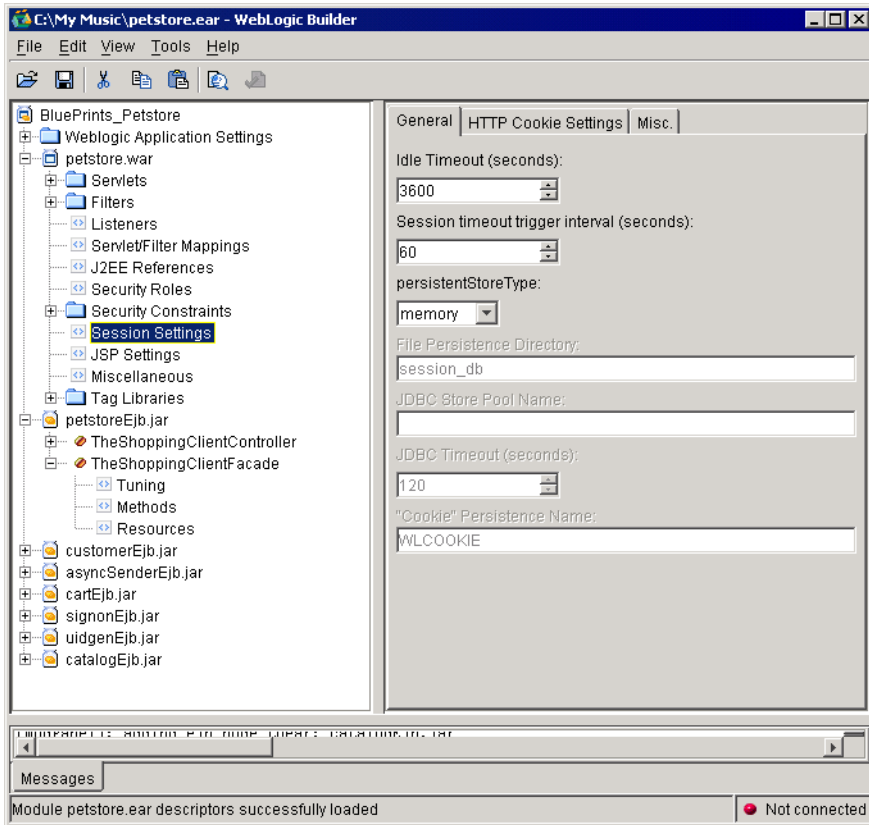 C:\My Music\petstore.ear - WebLogic Builder
File Edit View Tools Help
BluePrints_Petstore
Weblogic Application Settings
petstore.war
Servlets
Filters
Listeners
Servlet/Filter Mappings
J2EE References
Security Roles
Security Constraints
Session Settings
JSP Settings
Miscellaneous
Tag Libraries
petstoreEjb.jar
TheShoppingClientController
TheShoppingClientFacade
Tuning
Methods
Resources
customerEjb.jar
asyncSenderEjb.jar
cartEjb.jar
signonEjb.jar
uidgenEjb.jar
catalogEjb.jar
General HTTP Cookie Settings Misc.
Idle Timeout (seconds):
3600
Session timeout trigger interval (seconds):
60
persistentStoreType:
memory
File Persistence Directory:
session_db
JDBC Store Pool Name:
JDBC Timeout (seconds):
120
"Cookie" Persistence Name:
WLCOOKIE
Messages
Module petstore.ear descriptors successfully loaded
Not connected